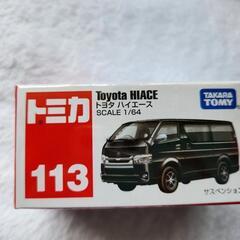 トミカ
113
Toyota HIACE
トヨタ ハイエース
SCALE 1/64
TAKARA
TOMY
サスペンション